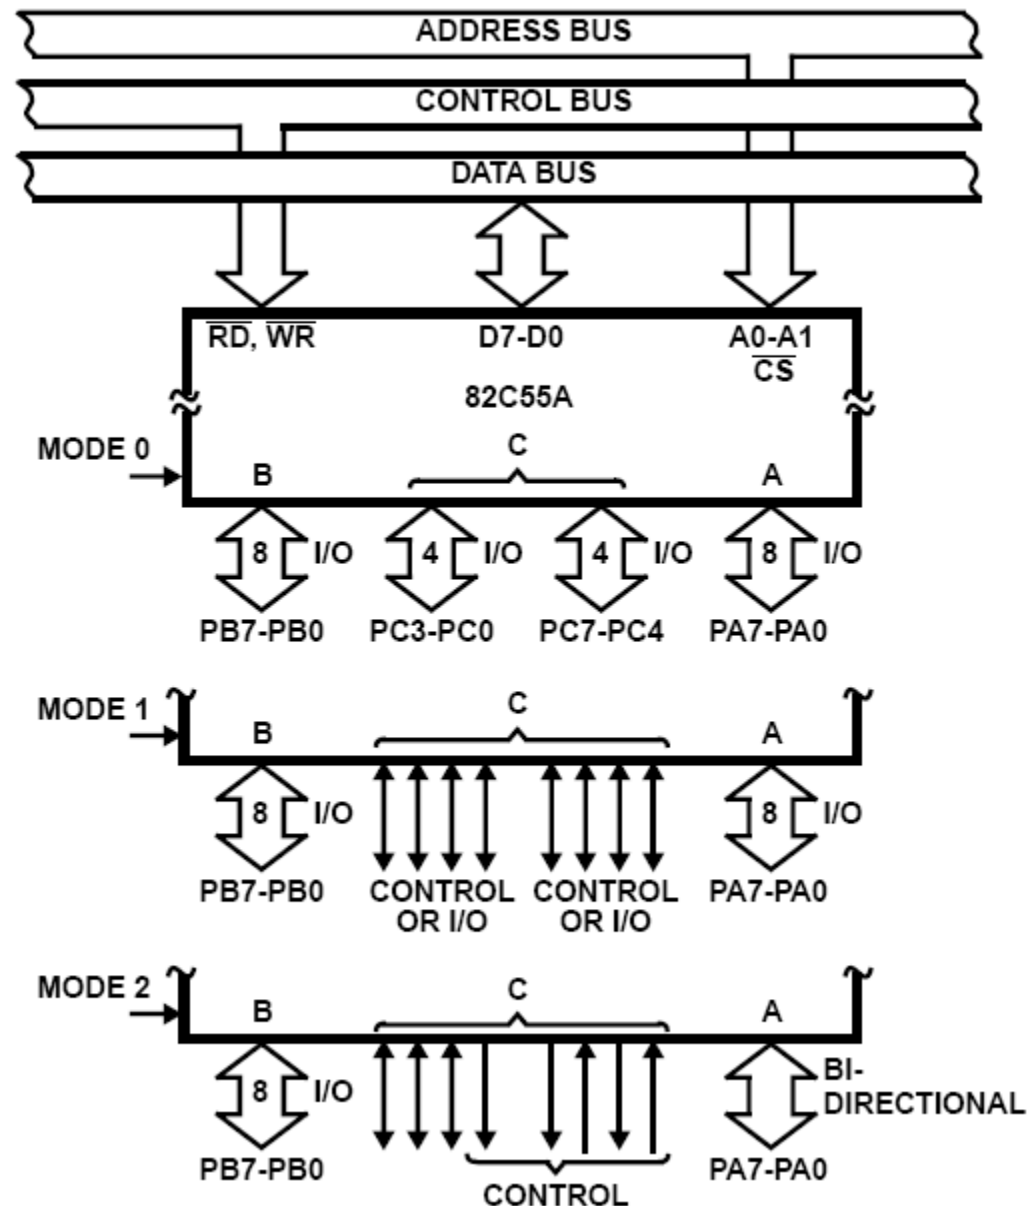 ADDRESS BUS
CONTROL BUS
DATA BUS
RD, WR D7-D0 A0-A1
CS
82C55A
MODE 0
B C A
8 I/O 4 I/O 4 I/O 8 I/O
PB7-PB0 PC3-PC0 PC7-PC4 PA7-PA0
MODE 1
B C A
8 I/O 8 I/O
PB7-PB0 CONTROL CONTROL PA7-PA0
OR I/O OR I/O
MODE 2
B C A
8 I/O BI-
DIRECTIONAL
PB7-PB0 PA7-PA0
CONTROL